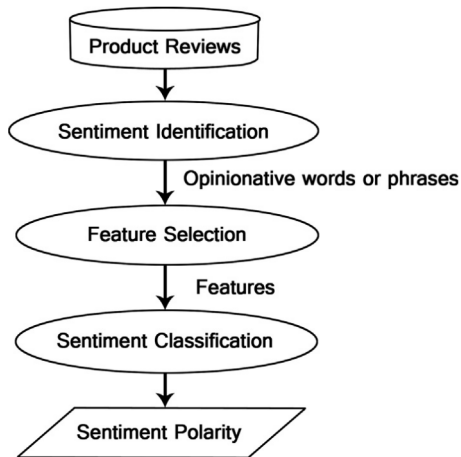 Product Reviews
Sentiment Identification
Opinionative words or phrases
Feature Selection
Features
Sentiment Classification
Sentiment Polarity